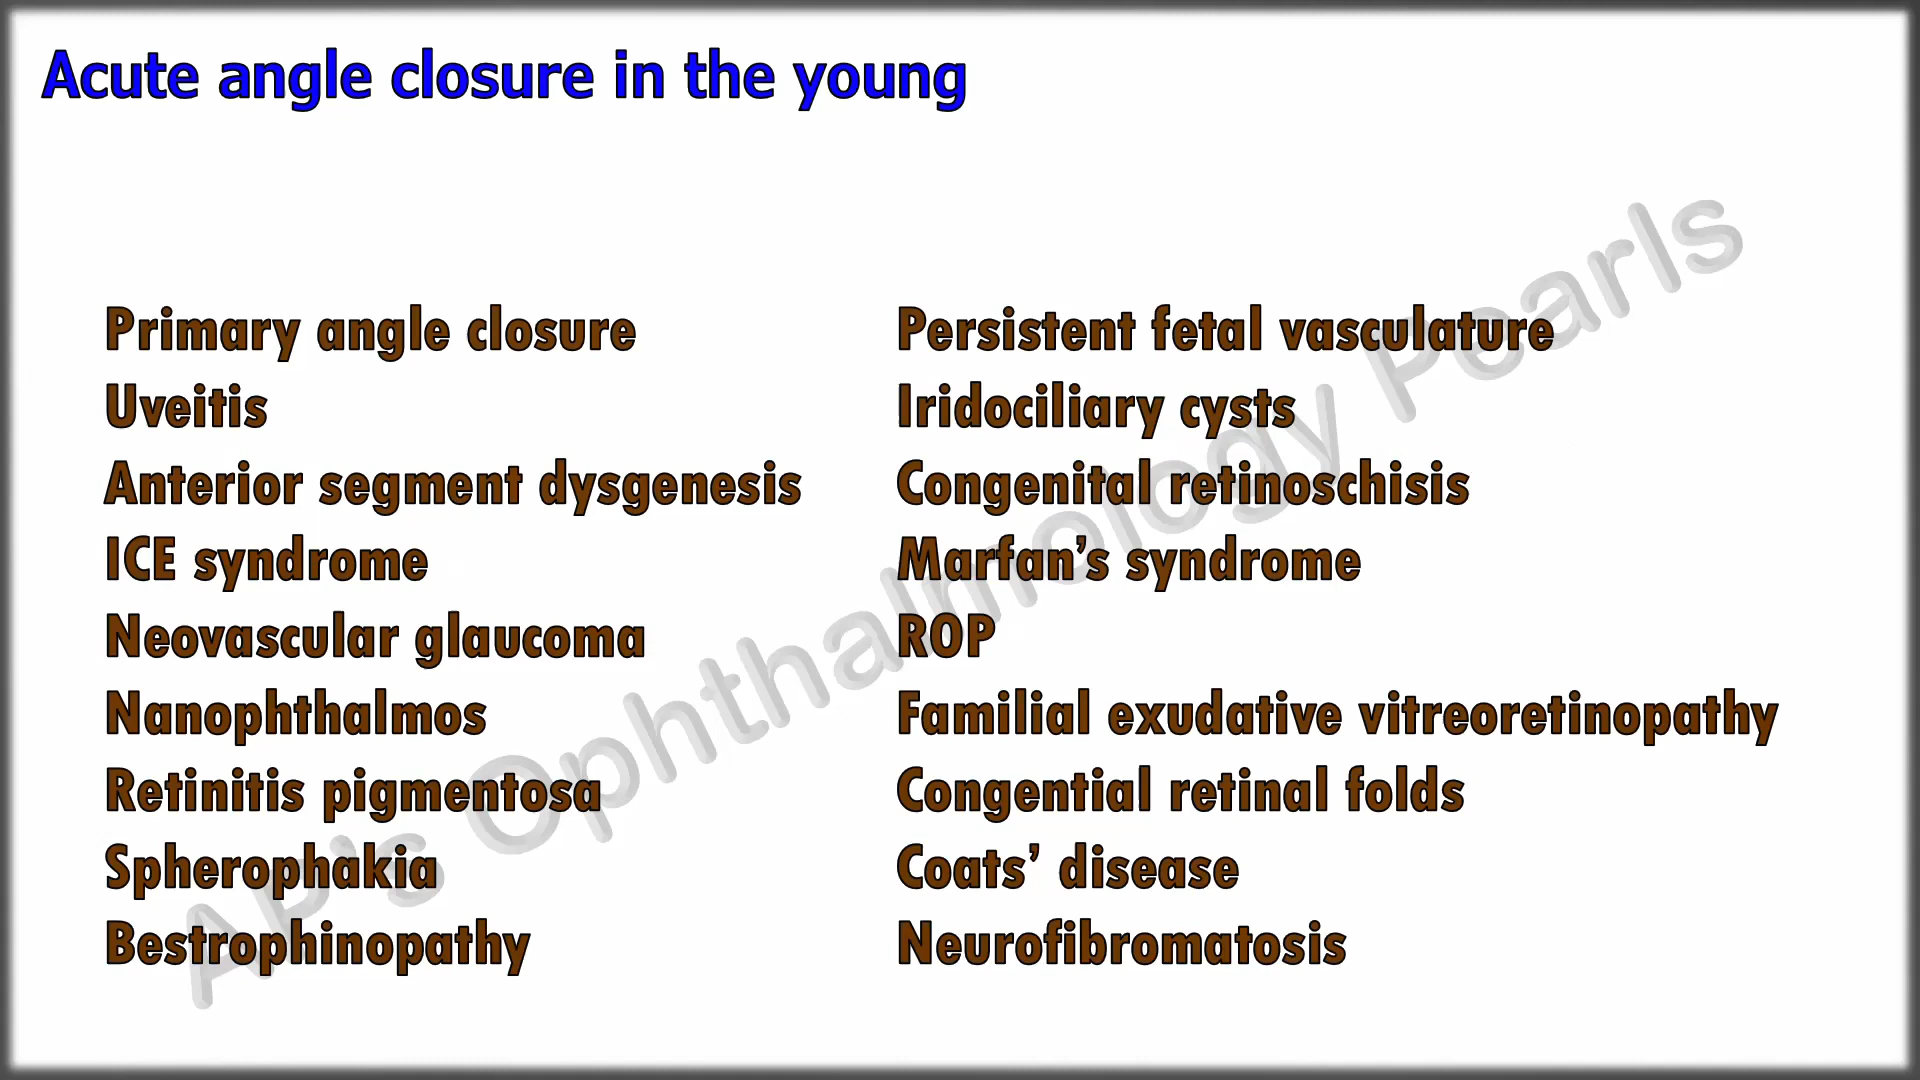 Acute angle closure in the young
Primary angle closure
Uveitis
Anterior segment dysgenesis
ICE syndrome
Neovascular glaucoma
Nanophthalmos
Retinitis pigmentosa
Spherophakia
Bestrophinopathy
Persistent fetal vasculature
Iridociliary cysts
Congenital retinoschisis
Marfan’s syndrome
ROP
Familial exudative vitreoretinopathy
Congential retinal folds
Coats’ disease
Neurofibromatosis
AP's Ophthalmology Pearls